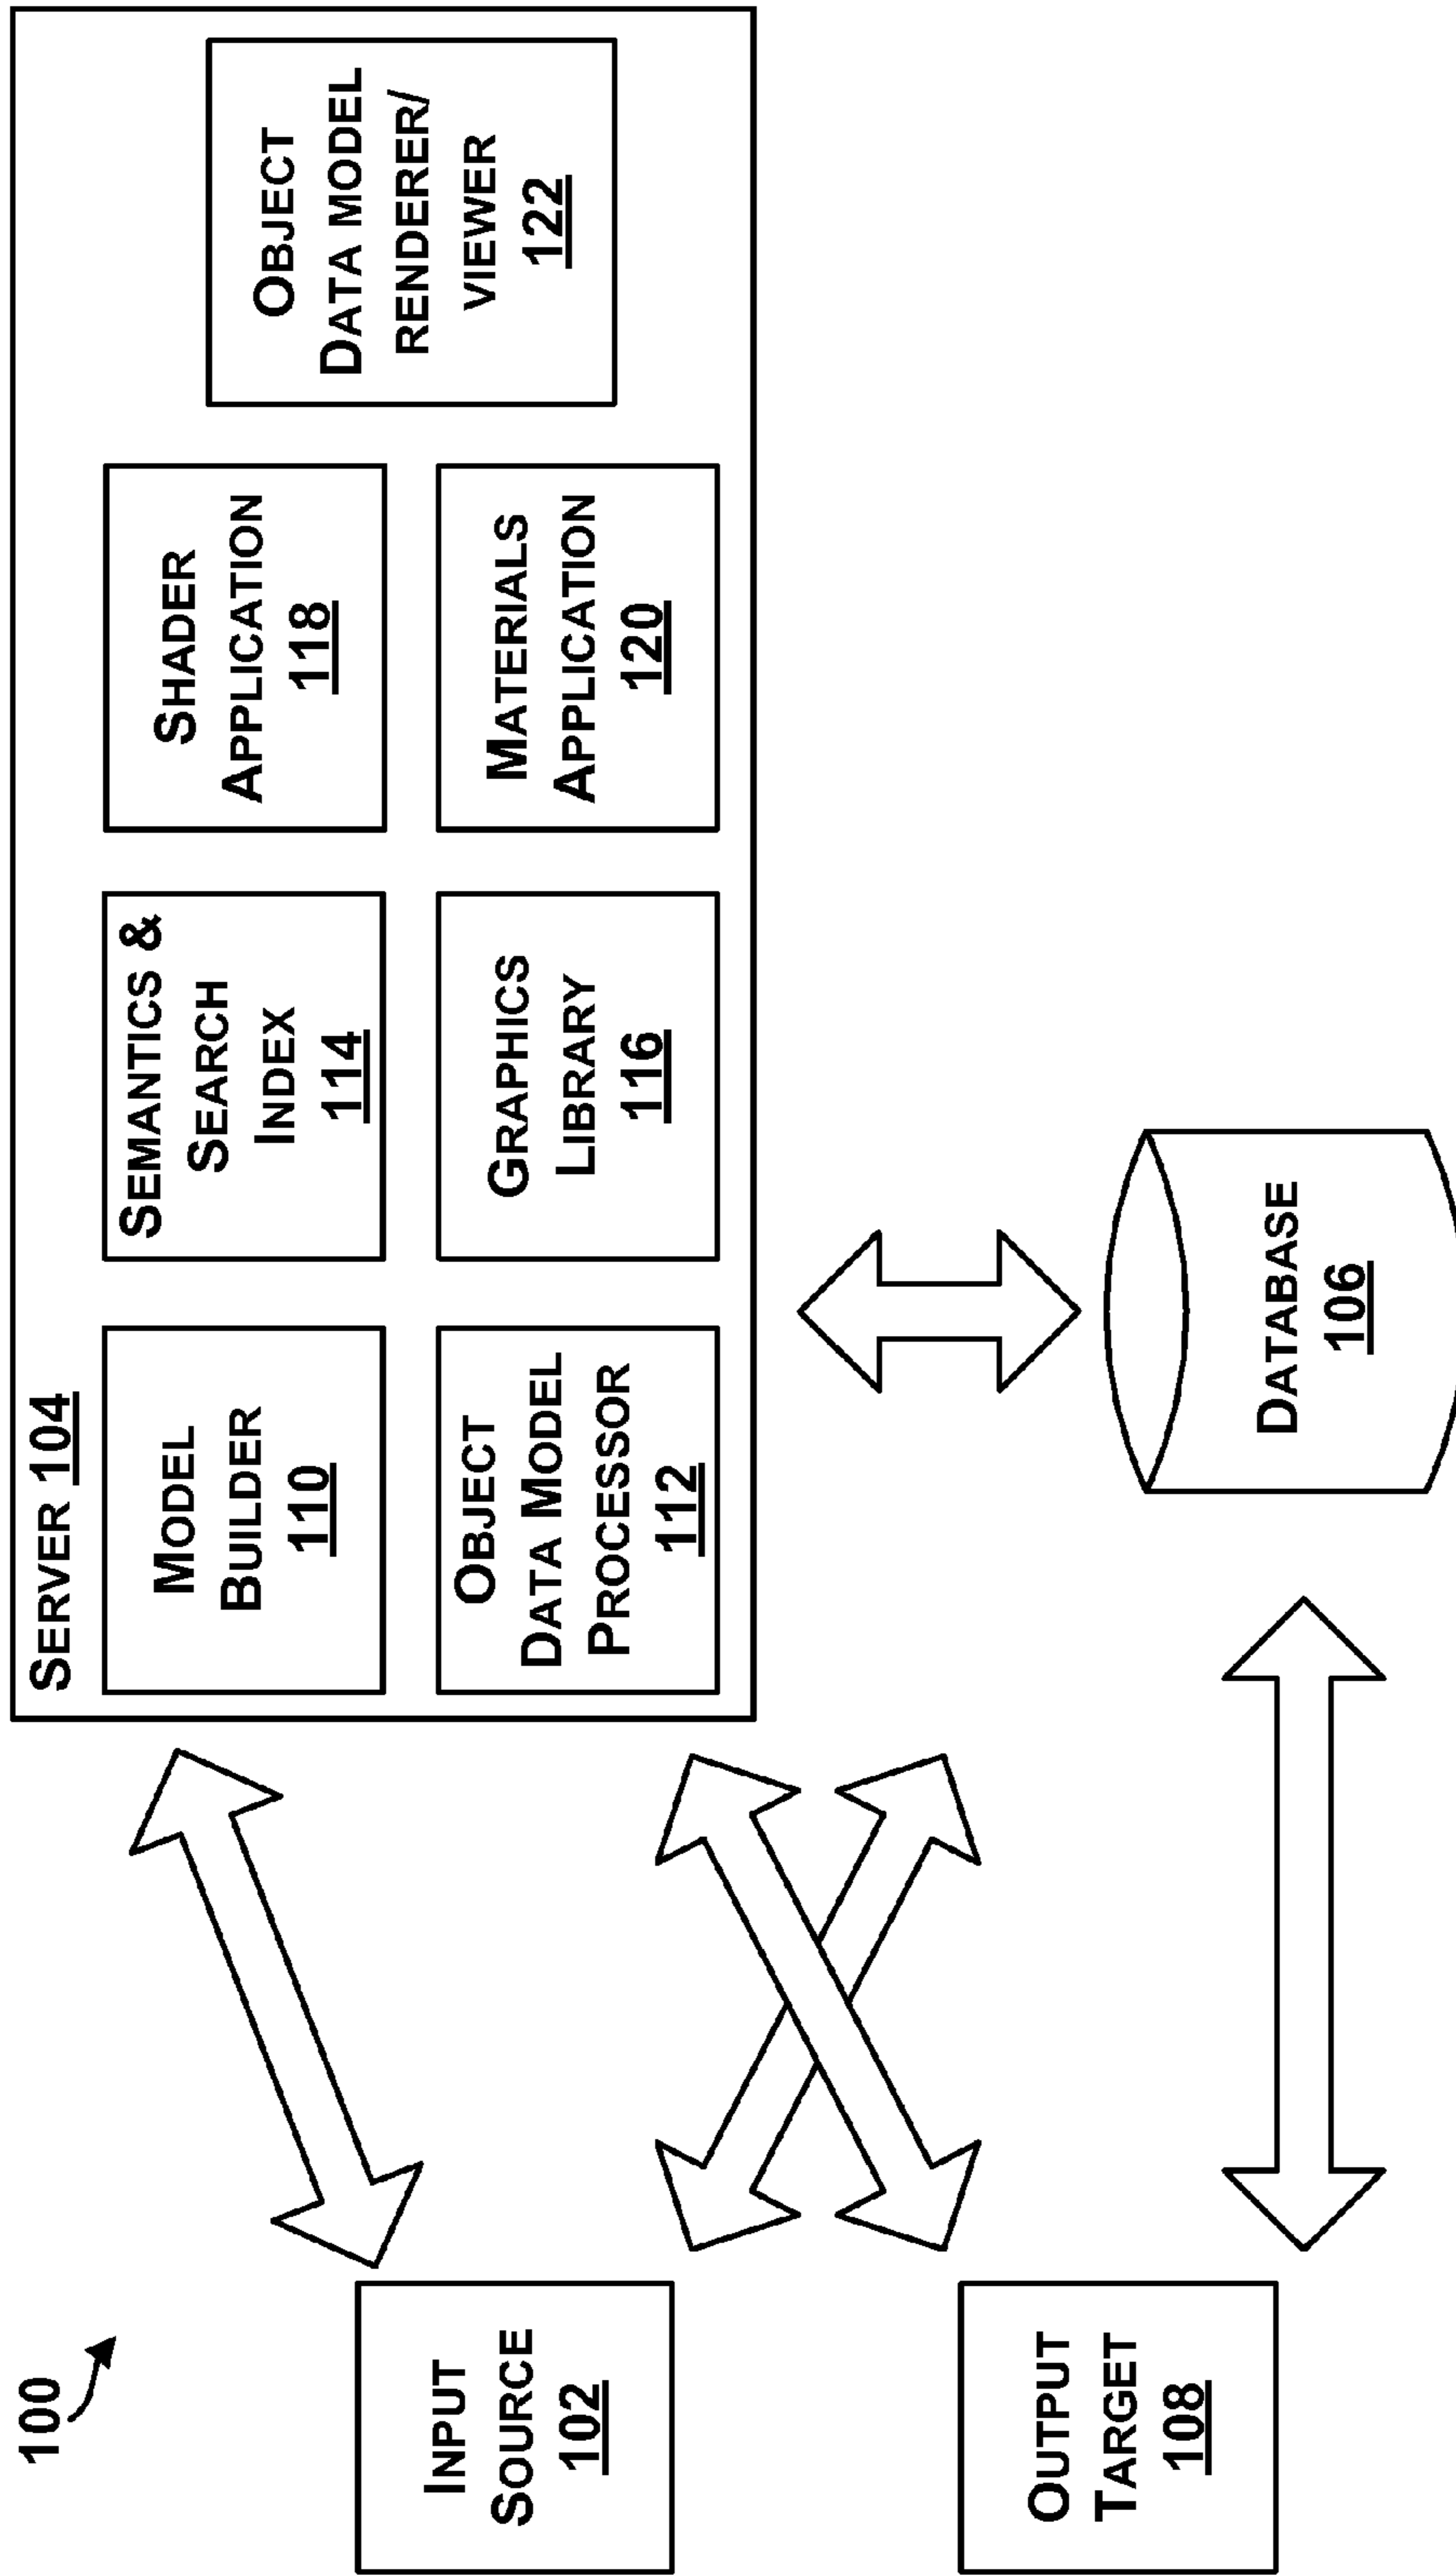 100
SERVER 104
MODEL
BUILDER
110
SEMANTICS &
SEARCH
INDEX
114
SHADER
APPLICATION
118
OBJECT
DATA MODEL
RENDERER/
VIEWER
122
OBJECT
DATA MODEL
PROCESSOR
112
GRAPHICS
LIBRARY
116
MATERIALS
APPLICATION
120
INPUT
SOURCE
102
OUTPUT
TARGET
108
DATABASE
106